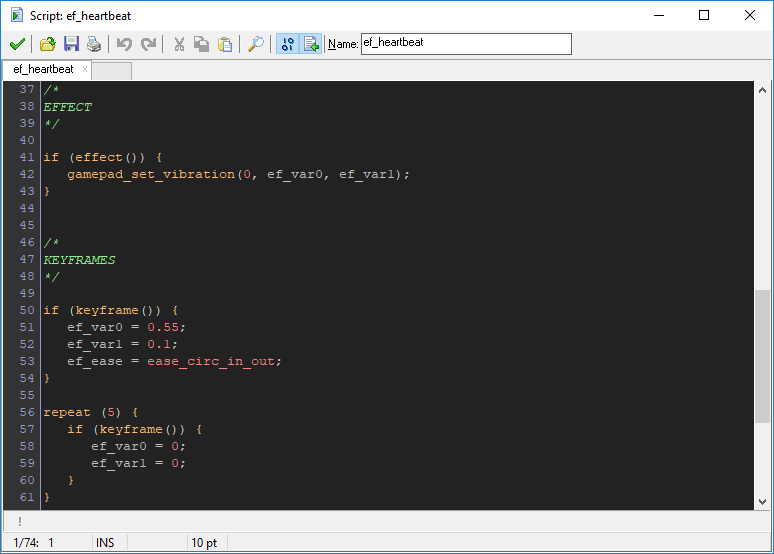 Script: ef_heartbeat
Name: ef_heartbeat
ef_heartbeat x
37 /*
38 EFFECT
39 */
40
41 if (effect()) {
42 gamepad_set_vibration(0, ef_var0, ef_var1);
43 }
44
45
46 /*
47 KEYFRAMES
48 */
49
50 if (keyframe()) {
51 ef_var0 = 0.55;
52 ef_var1 = 0.1;
53 ef_ease = ease_circ_in_out;
54 }
55
56 repeat (5) {
57 if (keyframe()) {
58 ef_var0 = 0;
59 ef_var1 = 0;
60 }
61 }
!
1/74: 1 INS 10 pt